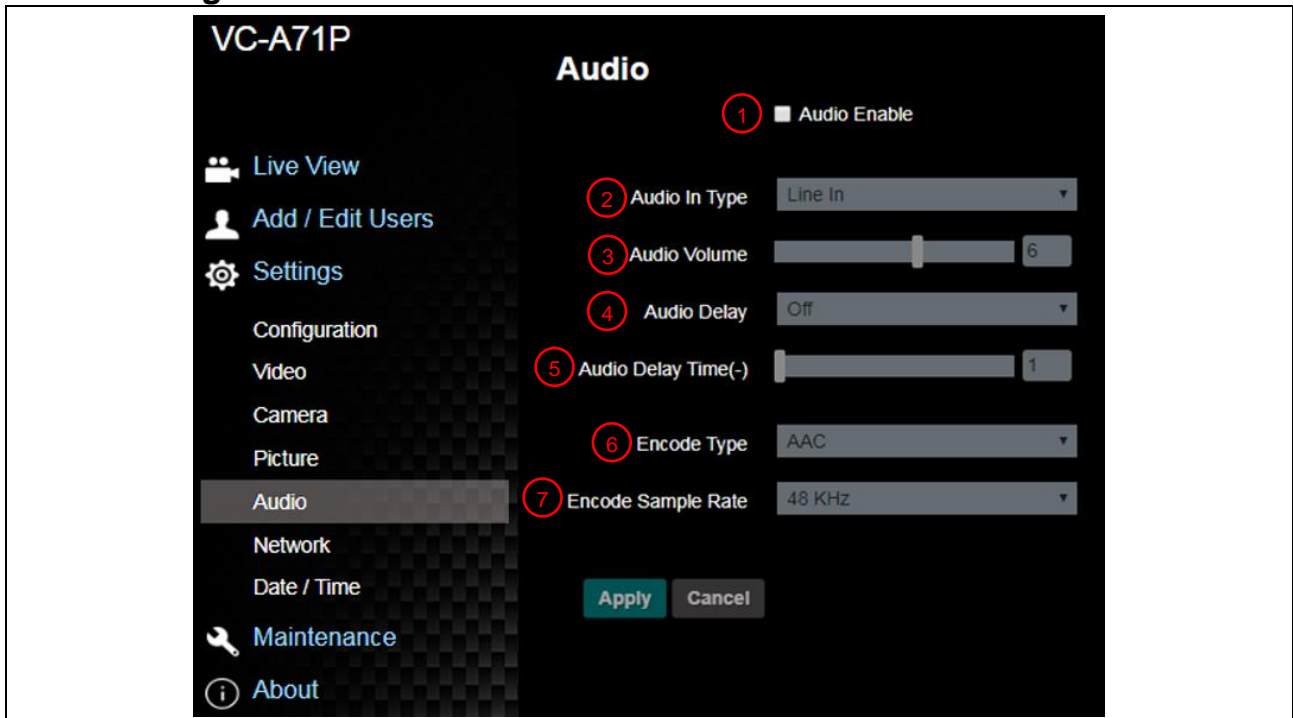 VC-A71P
Audio
1 Audio Enable
Live View
Add / Edit Users
Settings
Configuration
Video
Camera
Picture
Audio
Network
Date / Time
Maintenance
About
2 Audio In Type Line In
3 Audio Volume 6
4 Audio Delay Off
5 Audio Delay Time(-) 1
6 Encode Type AAC
7 Encode Sample Rate 48 KHz
Apply Cancel